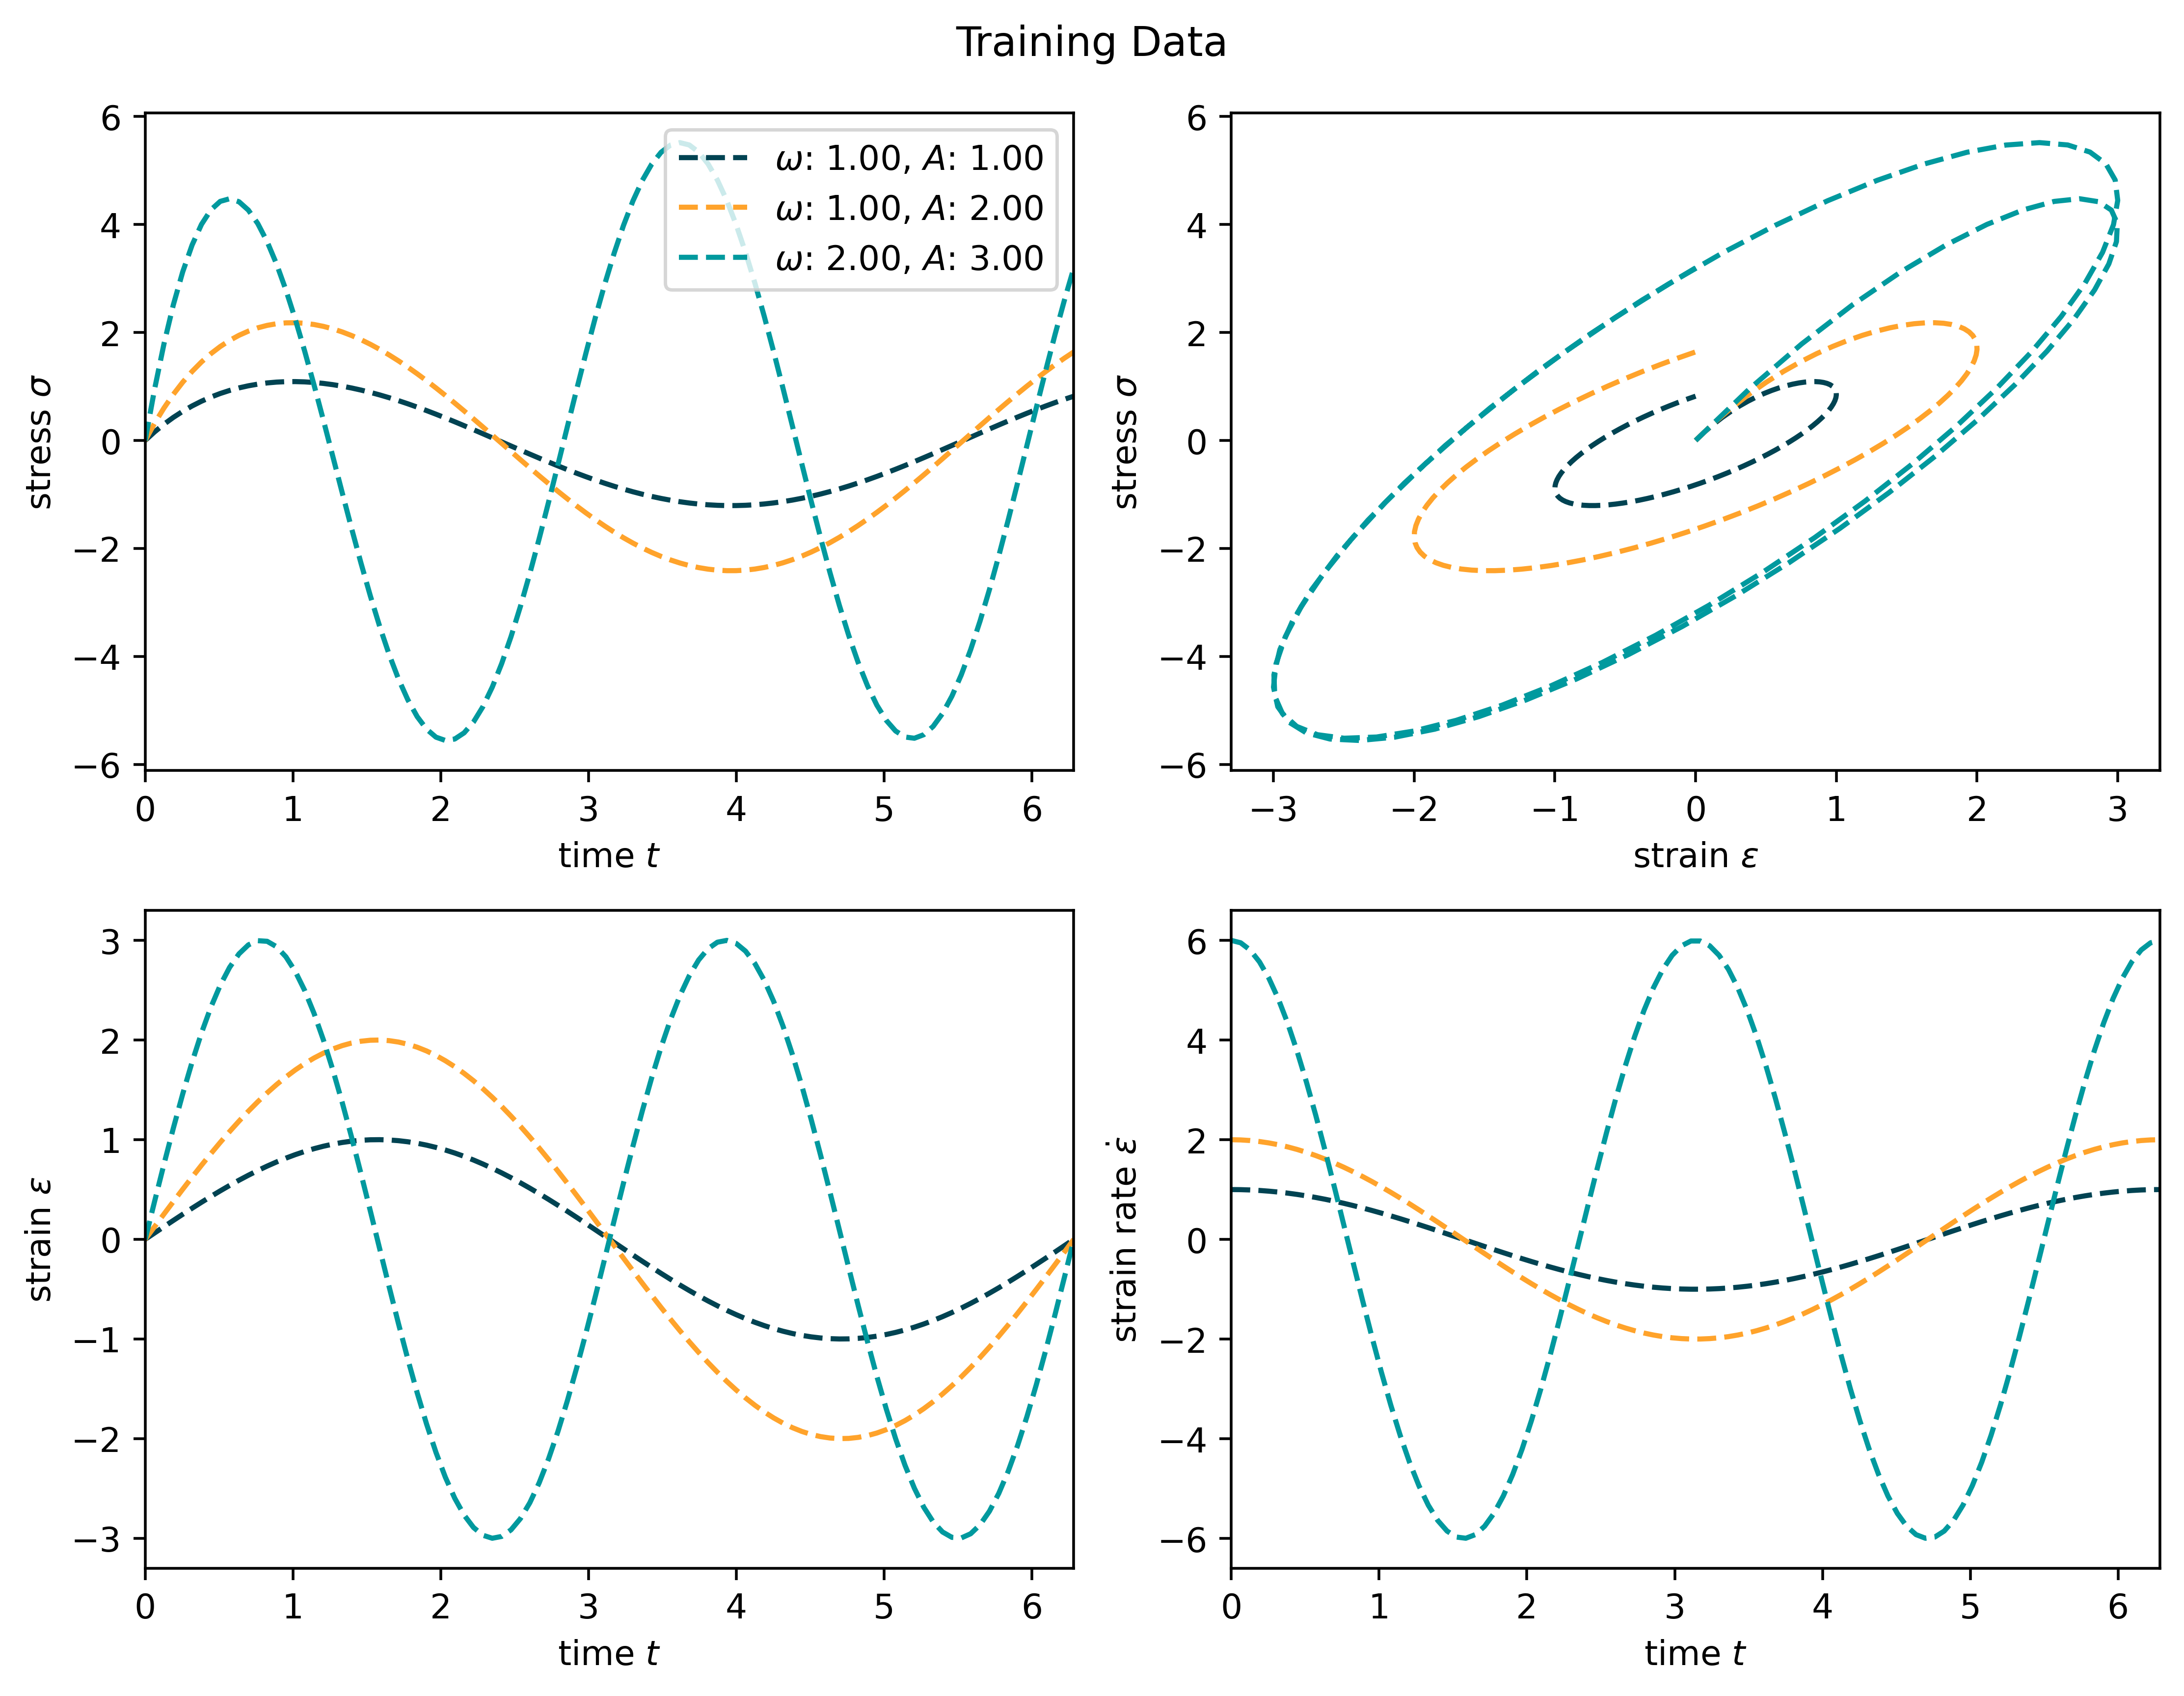 Training Data
6
4
2
0
−2
−4
−6
stress σ
0 1 2 3 4 5 6
time t
ω: 1.00, A: 1.00
ω: 1.00, A: 2.00
ω: 2.00, A: 3.00
6
4
2
0
−2
−4
−6
stress σ
−3 −2 −1 0 1 2 3
strain ε
3
2
1
0
−1
−2
−3
strain ε
0 1 2 3 4 5 6
time t
6
4
2
0
−2
−4
−6
strain rate ε̇
0 1 2 3 4 5 6
time t